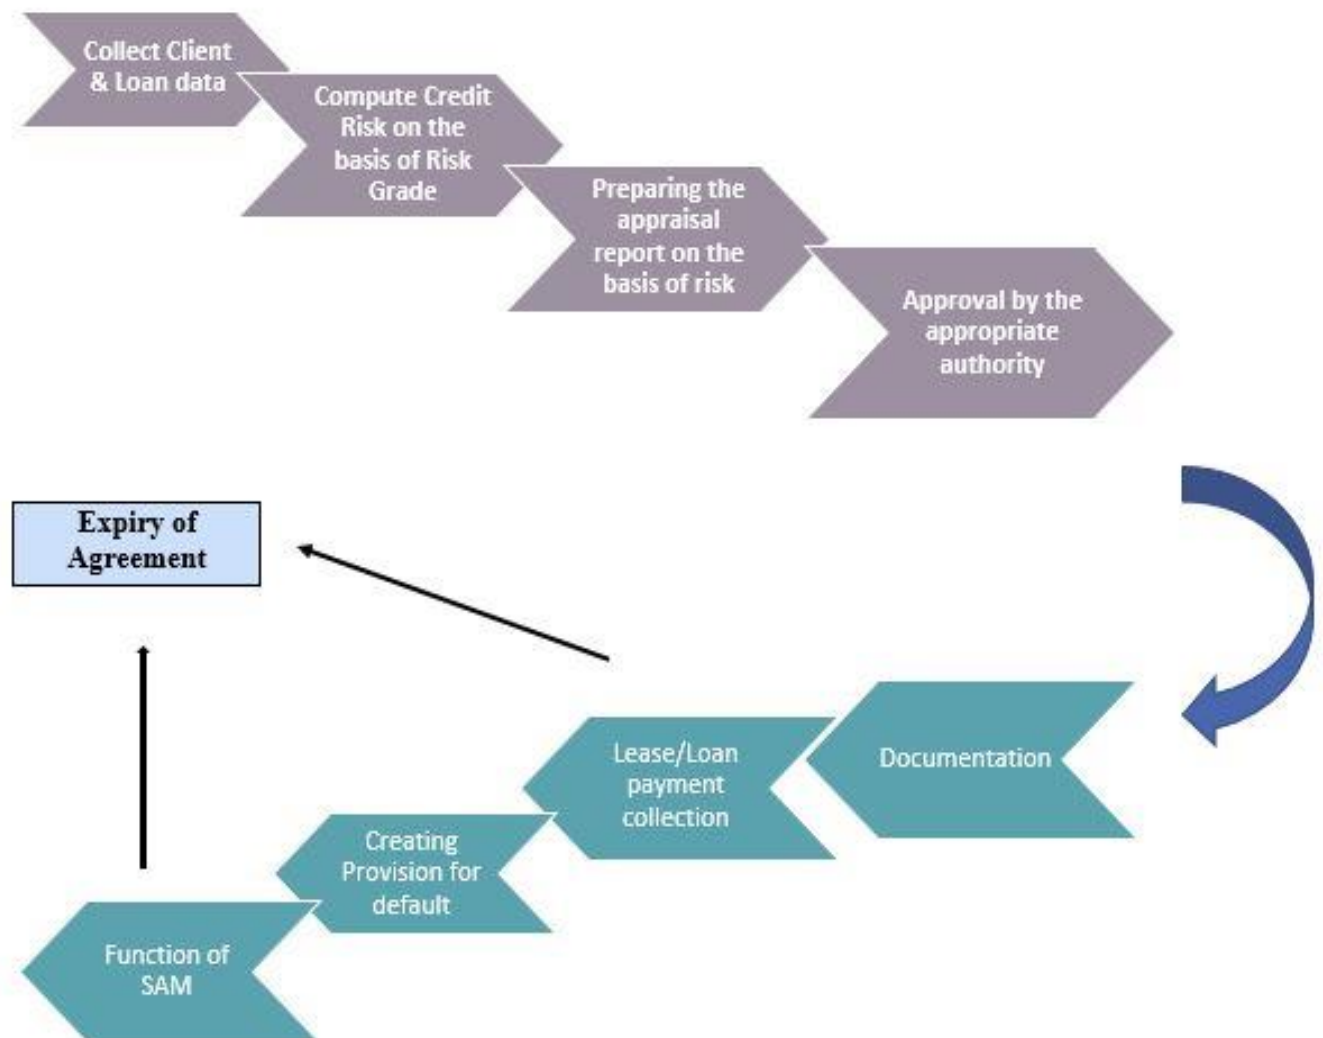 Collect Client
& Loan data
Compute Credit
Risk on the
basis of Risk
Grade
Preparing the
appraisal
report on the
basis of risk
Approval by the
appropriate
authority
Expiry of
Agreement
Documentation
Lease/Loan
payment
collection
Creating
Provision for
default
Function of
SAM